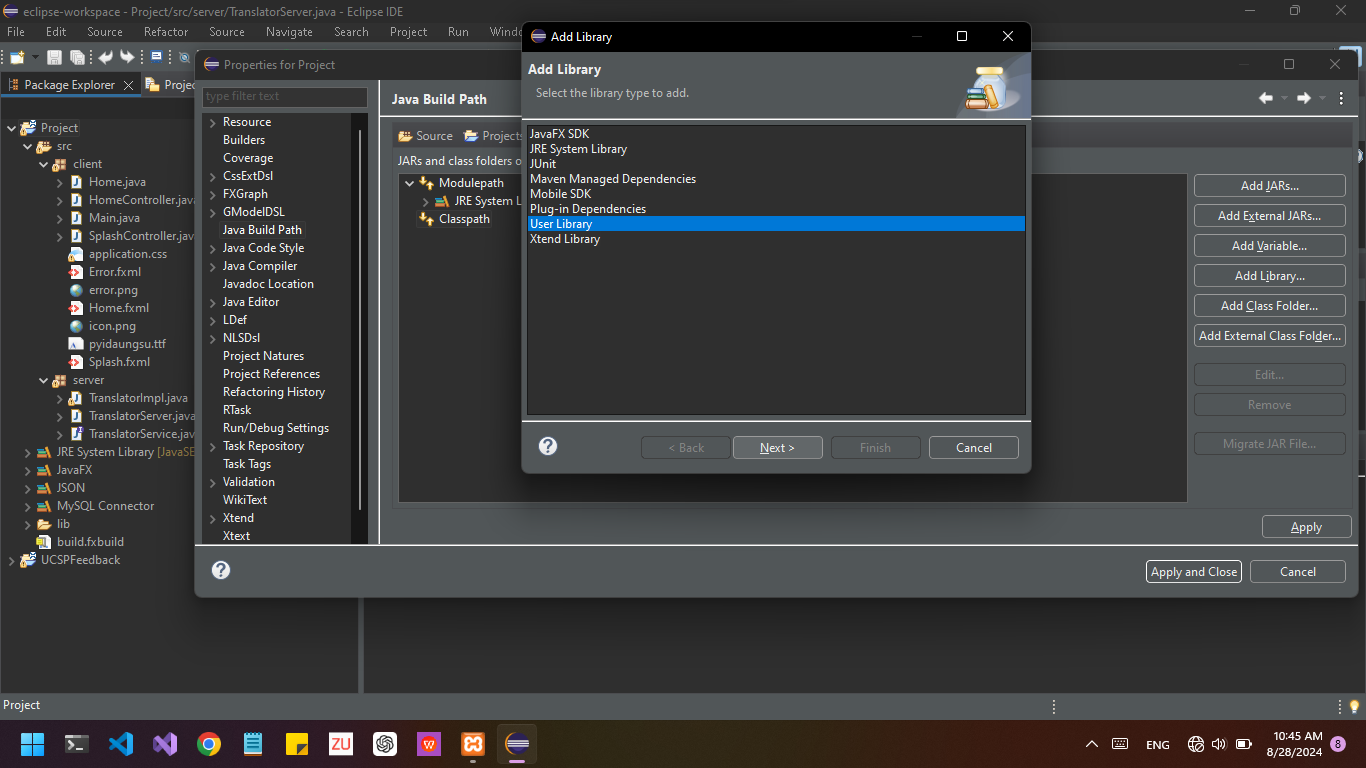 eclipse-workspace - Project/src/server/TranslatorServer.java - Eclipse IDE
File Edit Source Refactor Source Navigate Search Project Run
Package Explorer
Project
src
client
Home.java
HomeController.java
Main.java
SplashController.jav
application.css
Error.fxml
error.png
Home.fxml
icon.png
pyidaungsu.ttf
Splash.fxml
server
TranslatorImpl.java
TranslatorServer.java
TranslatorService.jav
JRE System Library [JavaSE
JavaFX
JSON
MySQL Connector
lib
build.fxbuild
UCSPFeedback
Properties for Project
type filter text
Resource
Builders
Coverage
CssExtDsl
FXGraph
GModelDSL
Java Build Path
Java Code Style
Java Compiler
Javadoc Location
Java Editor
LDef
NLSDsl
Project Natures
Project References
Refactoring History
RTask
Run/Debug Settings
Task Repository
Task Tags
Validation
WikiText
Xtend
Xtext
Java Build Path
Source Projects
JARs and class folders o
Modulepath
JRE System L
Classpath
Add JARs...
Add External JARs...
Add Variable...
Add Library...
Add Class Folder...
Add External Class Folder...
Edit...
Remove
Migrate JAR File...
Apply
Apply and Close Cancel
Add Library
Add Library
Select the library type to add.
JavaFX SDK
JRE System Library
JUnit
Maven Managed Dependencies
Mobile SDK
Plug-in Dependencies
User Library
Xtend Library
< Back Next > Finish Cancel
Project
ZU
W
ENG
10:45 AM
8/28/2024
8